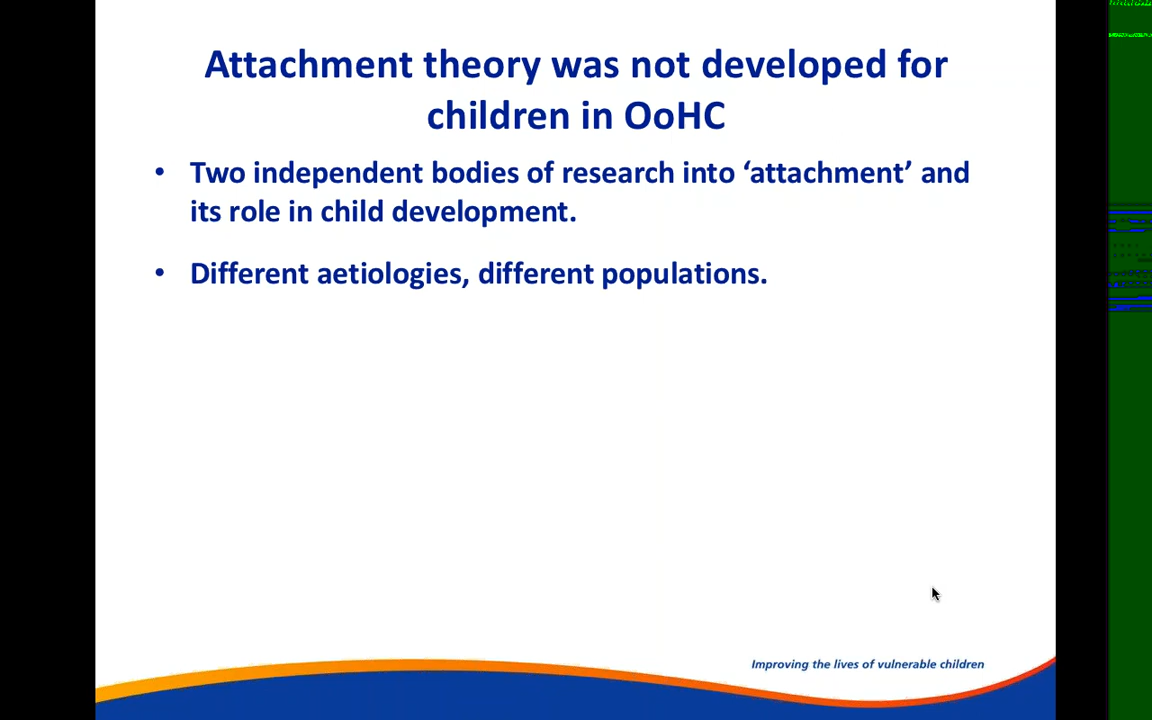 Attachment theory was not developed for
children in OoHC
• Two independent bodies of research into ‘attachment’ and
its role in child development.
• Different aetiologies, different populations.
Improving the lives of vulnerable children